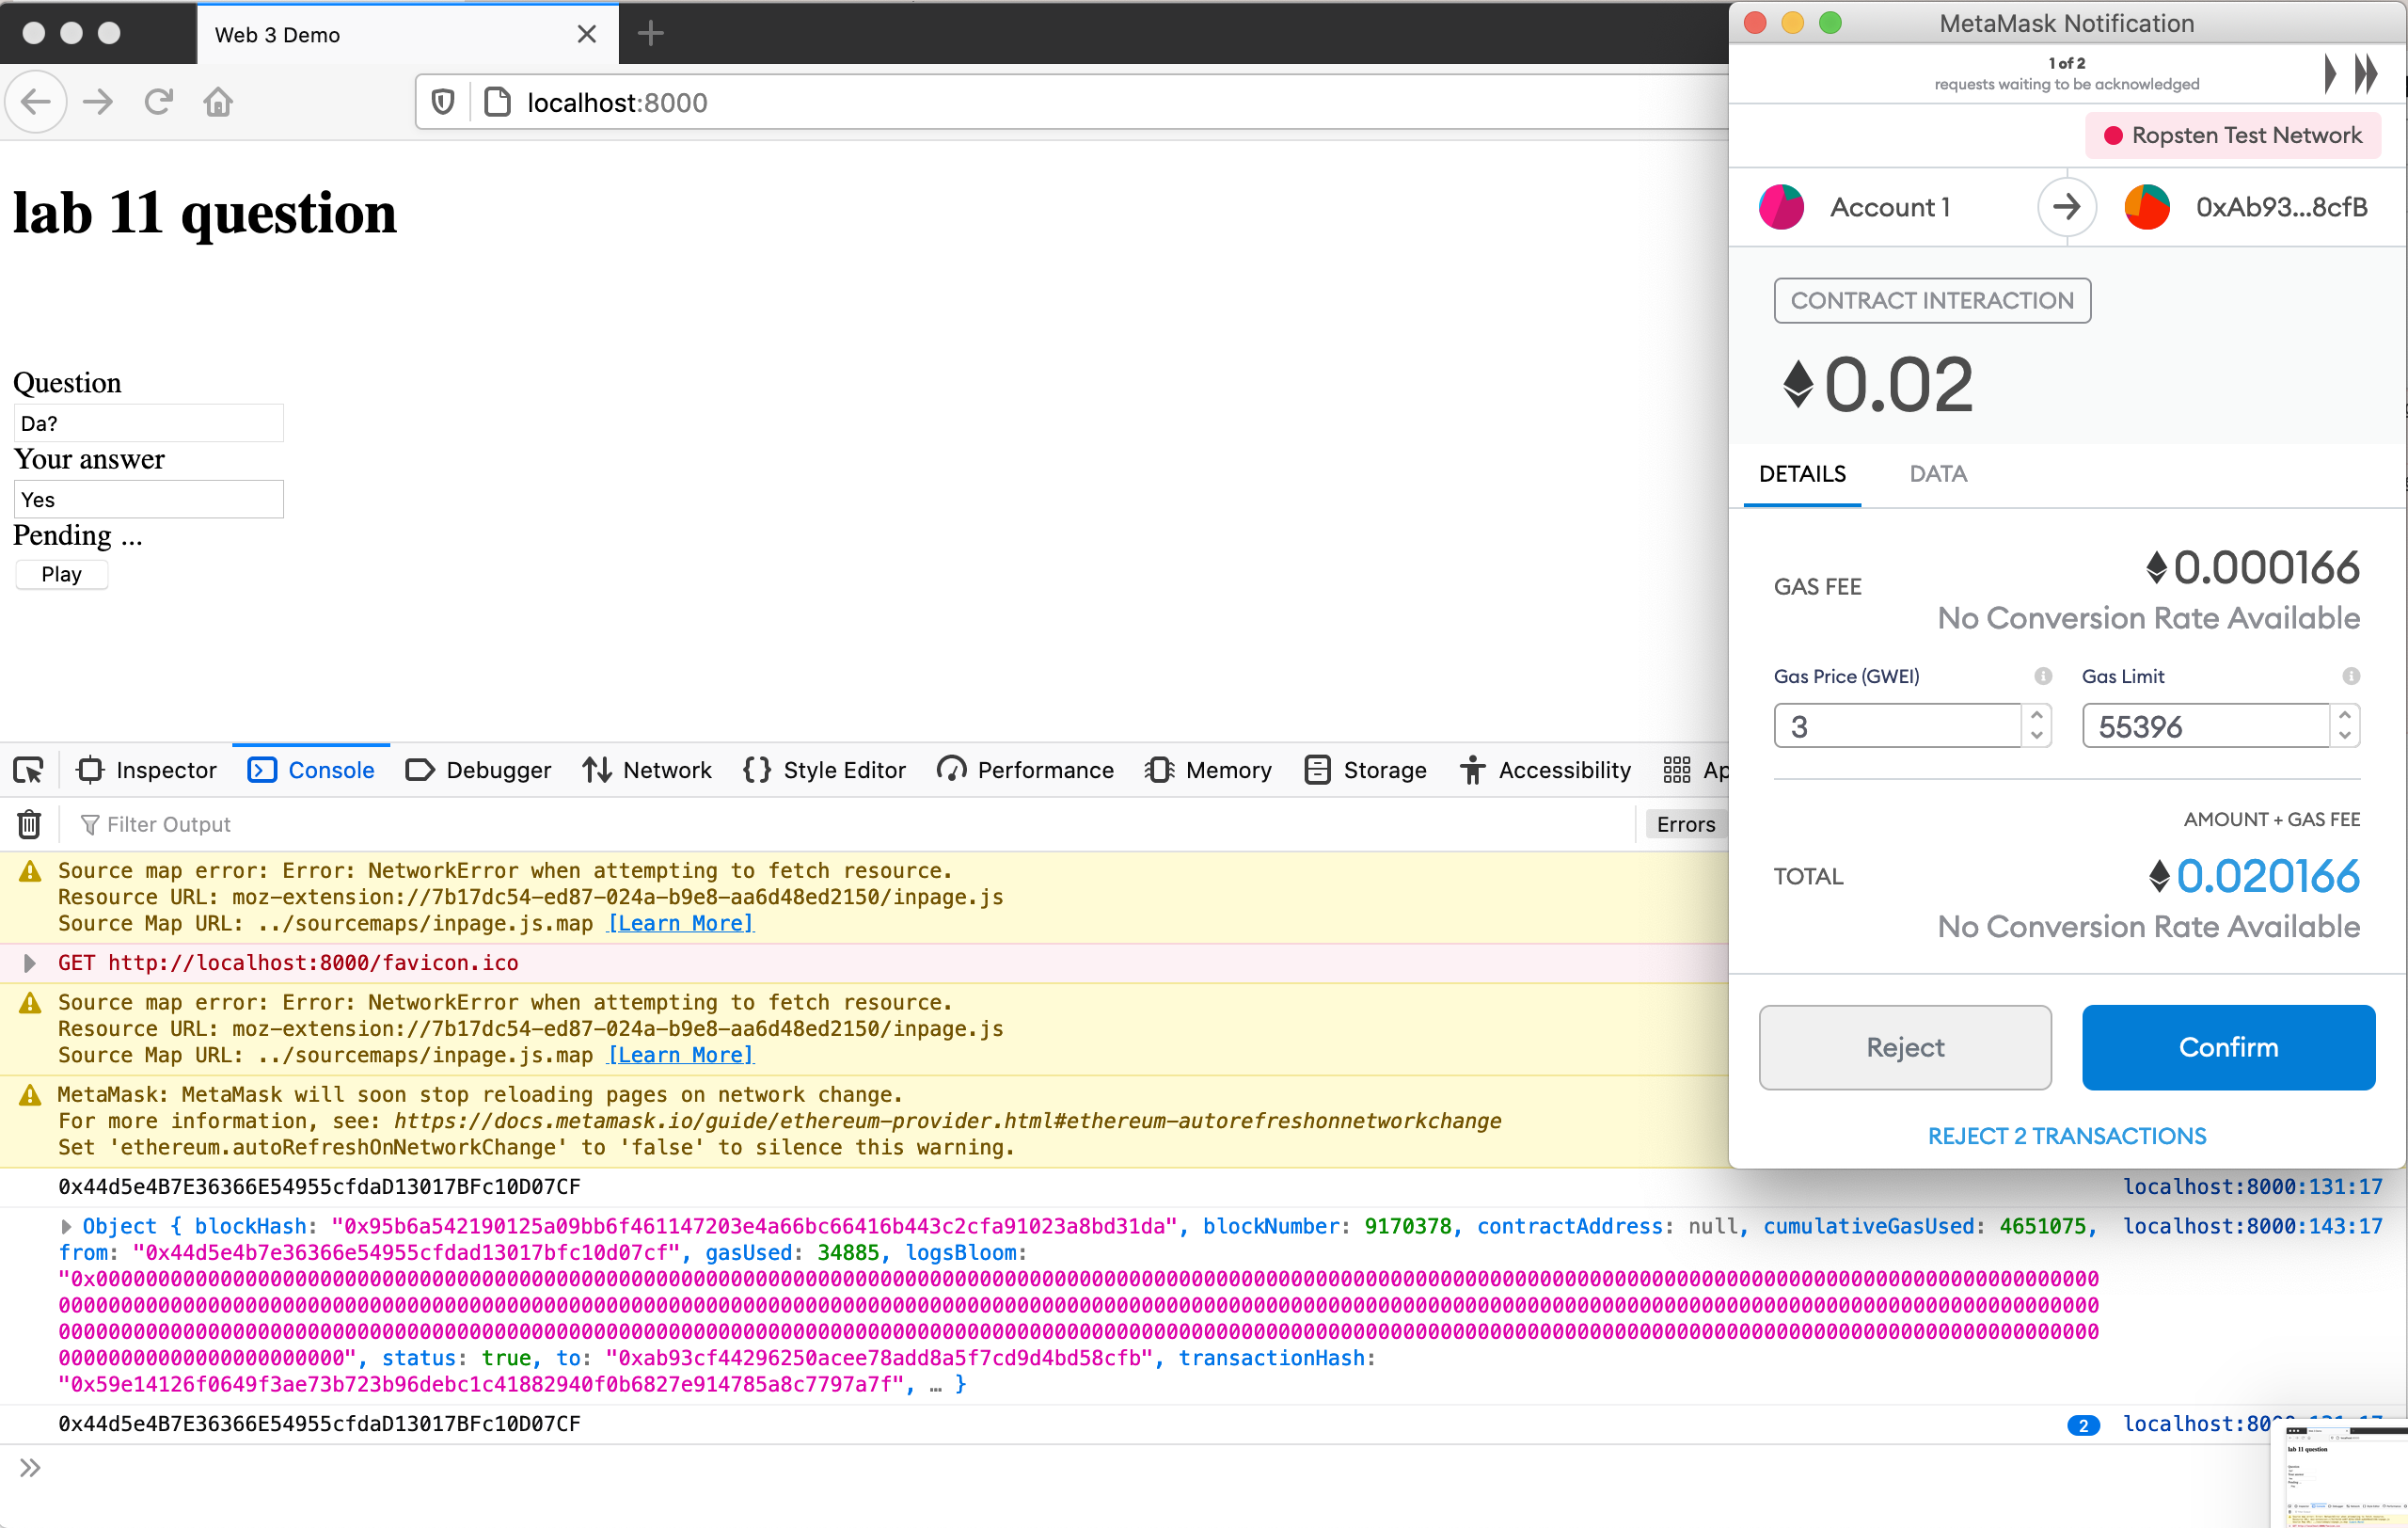 Web 3 Demo
localhost:8000
lab 11 question
Question
Da?
Your answer
Yes
Pending ...
Play
MetaMask Notification
1 of 2
requests waiting to be acknowledged
Ropsten Test Network
Account 1
0xAb93...8cfB
CONTRACT INTERACTION
0.02
DETAILS
DATA
GAS FEE
0.000166
No Conversion Rate Available
Gas Price (GWEI)
Gas Limit
3
55396
AMOUNT + GAS FEE
TOTAL
0.020166
No Conversion Rate Available
Reject
Confirm
REJECT 2 TRANSACTIONS
Inspector
Console
Debugger
Network
Style Editor
Performance
Memory
Storage
Accessibility
Filter Output
Errors
Source map error: Error: NetworkError when attempting to fetch resource.
Resource URL: moz-extension://7b17dc54-ed87-024a-b9e8-aa6d48ed2150/inpage.js
Source Map URL: ../sourcemaps/inpage.js.map [Learn More]
GET http://localhost:8000/favicon.ico
Source map error: Error: NetworkError when attempting to fetch resource.
Resource URL: moz-extension://7b17dc54-ed87-024a-b9e8-aa6d48ed2150/inpage.js
Source Map URL: ../sourcemaps/inpage.js.map [Learn More]
MetaMask: MetaMask will soon stop reloading pages on network change.
For more information, see: https://docs.metamask.io/guide/ethereum-provider.html#ethereum-autorefreshonnetworkchange
Set 'ethereum.autoRefreshOnNetworkChange' to 'false' to silence this warning.
0x44d5e4B7E36366E54955cfdaD13017BFc10D07CF localhost:8000:131:17
Object { blockHash: "0x95b6a542190125a09bb6f461147203e4a66bc66416b443c2cfa91023a8bd31da", blockNumber: 9170378, contractAddress: null, cumulativeGasUsed: 4651075, localhost:8000:143:17
from: "0x44d5e4b7e36366e54955cfdad13017bfc10d07cf", gasUsed: 34885, logsBloom:
status: true, to: "0xab93cf44296250acee78add8a5f7cd9d4bd58cfb", transactionHash:
"0x59e14126f0649f3ae73b723b96debc1c41882940f0b6827e914785a8c7797a7f", … }
0x44d5e4B7E36366E54955cfdaD13017BFc10D07CF 2